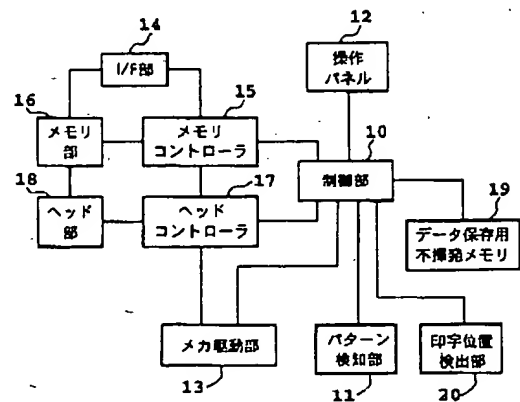 14
I/F部
12
操作
パネル
16
メモリ
部
15
メモリ
コントローラ
10
制御部
18
ヘッド
部
17
ヘッド
コントローラ
19
データ保存用
不揮発メモリ
メカ駆動部
13
パターン
検知部
11
印字位置
検出部
20